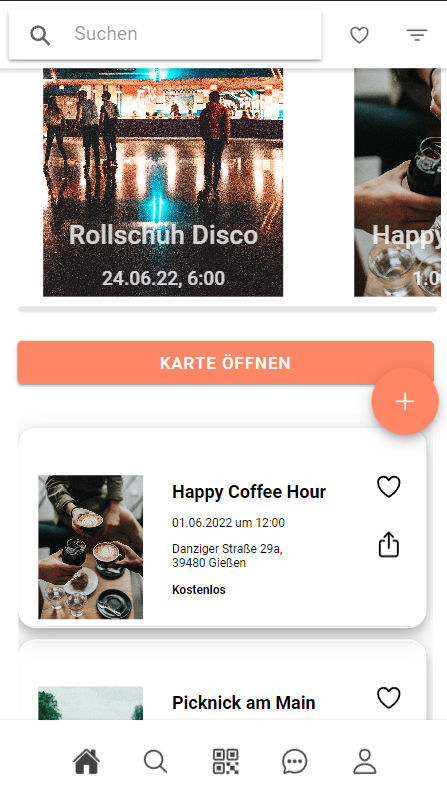 Suchen
Rollschuh Disco
24.06.22, 6:00
Happy
1.0
KARTE ÖFFNEN
Happy Coffee Hour
01.06.2022 um 12:00
Danziger Straße 29a,
39480 Gießen
Kostenlos
Picknick am Main